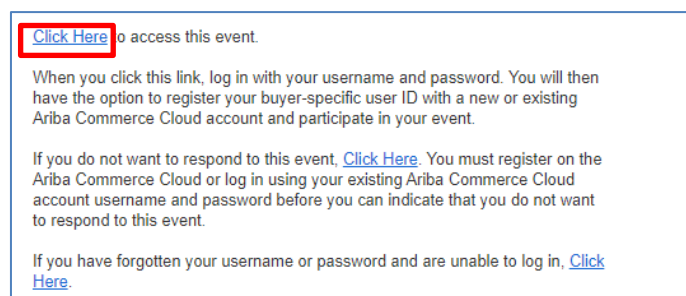 Click Here to access this event.
When you click this link, log in with your username and password. You will then
have the option to register your buyer-specific user ID with a new or existing
Ariba Commerce Cloud account and participate in your event.
If you do not want to respond to this event, Click Here. You must register on the
Ariba Commerce Cloud or log in using your existing Ariba Commerce Cloud
account username and password before you can indicate that you do not want
to respond to this event.
If you have forgotten your username or password and are unable to log in, Click
Here.